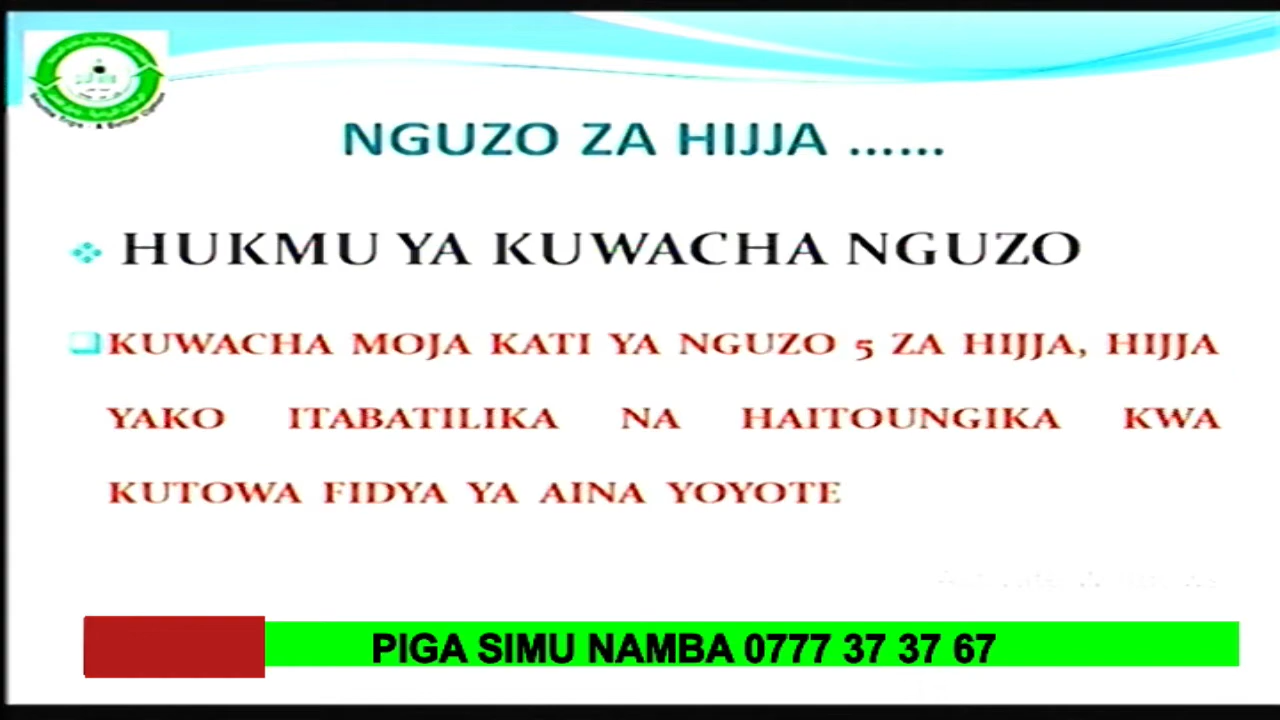 NGUZO ZA HIJJA ......
HUKMU YA KUWACHA NGUZO
KUWACHA MOJA KATI YA NGUZO 5 ZA HIJJA, HIJJA
YAKO ITABATILIKA NA HAITOUNGIKA KWA
KUTOWA FIDYA YA AINA YOYOTE
PIGA SIMU NAMBA 0777 37 37 67